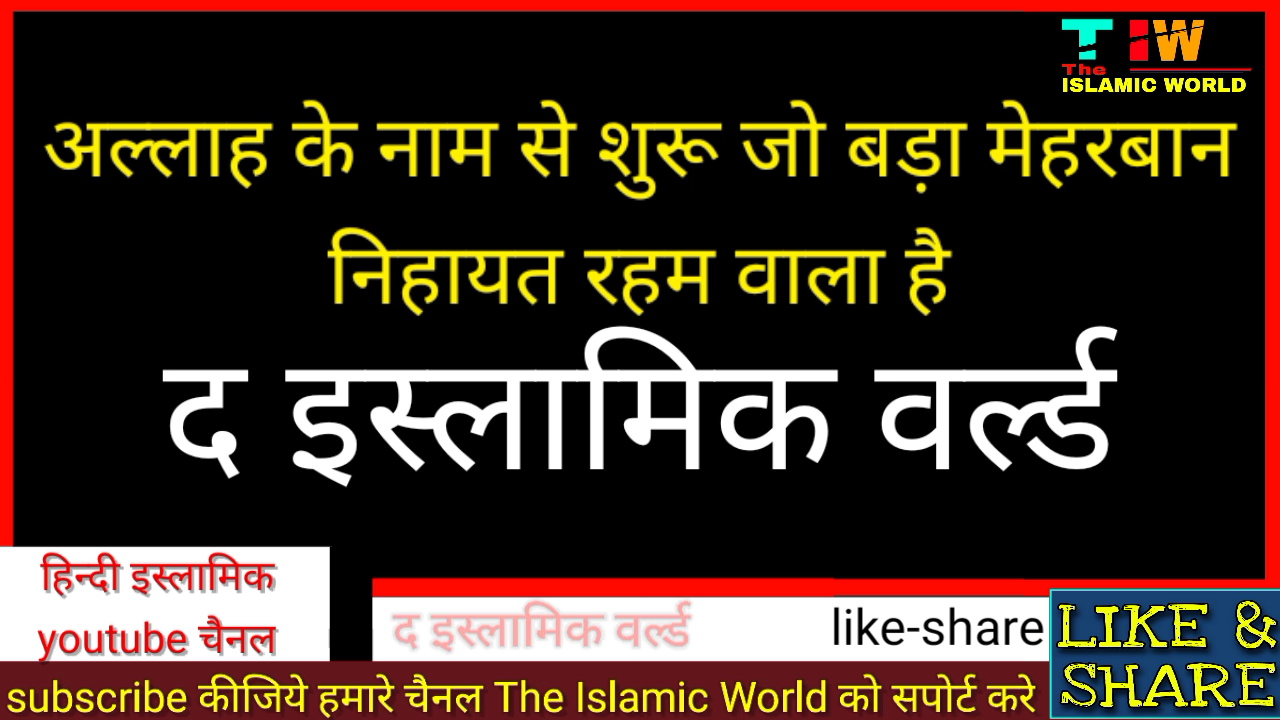 T IW
The
ISLAMIC WORLD
अल्लाह के नाम से शुरू जो बड़ा मेहरबान
निहायत रहम वाला है
द इस्लामिक वर्ल्ड
हिन्दी इस्लामिक
youtube चैनल
द इस्लामिक वर्ल्ड
like-share
LIKE &
SHARE
subscribe कीजिये हमारे चैनल The Islamic World को सपोर्ट करे